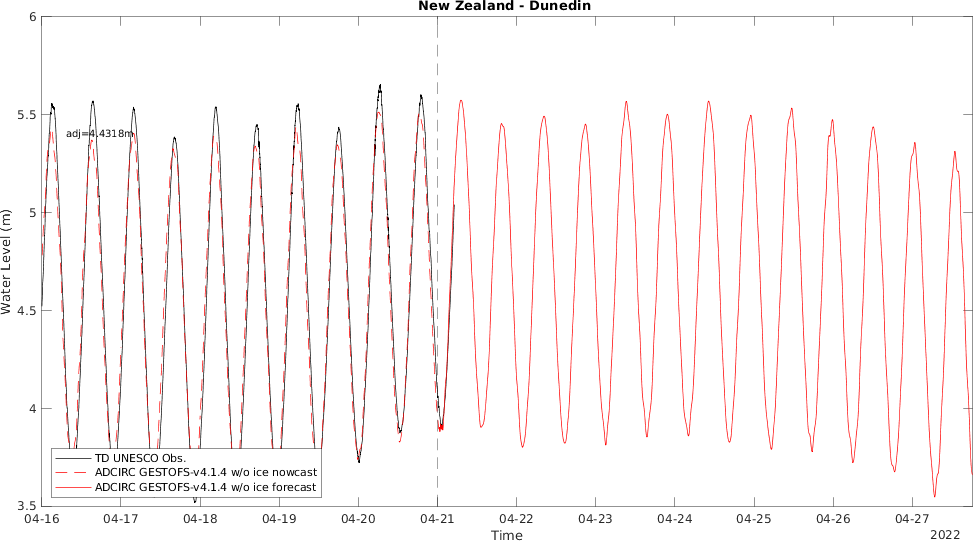 New Zealand - Dunedin
Water Level (m)
6
5.5
5
4.5
4
3.5
adj=4.4318m
TD UNESCO Obs.
ADCIRC GESTOFS-v4.1.4 w/o ice nowcast
ADCIRC GESTOFS-v4.1.4 w/o ice forecast
04-16 04-17 04-18 04-19 04-20 04-21 04-22 04-23 04-24 04-25 04-26 04-27
Time
2022